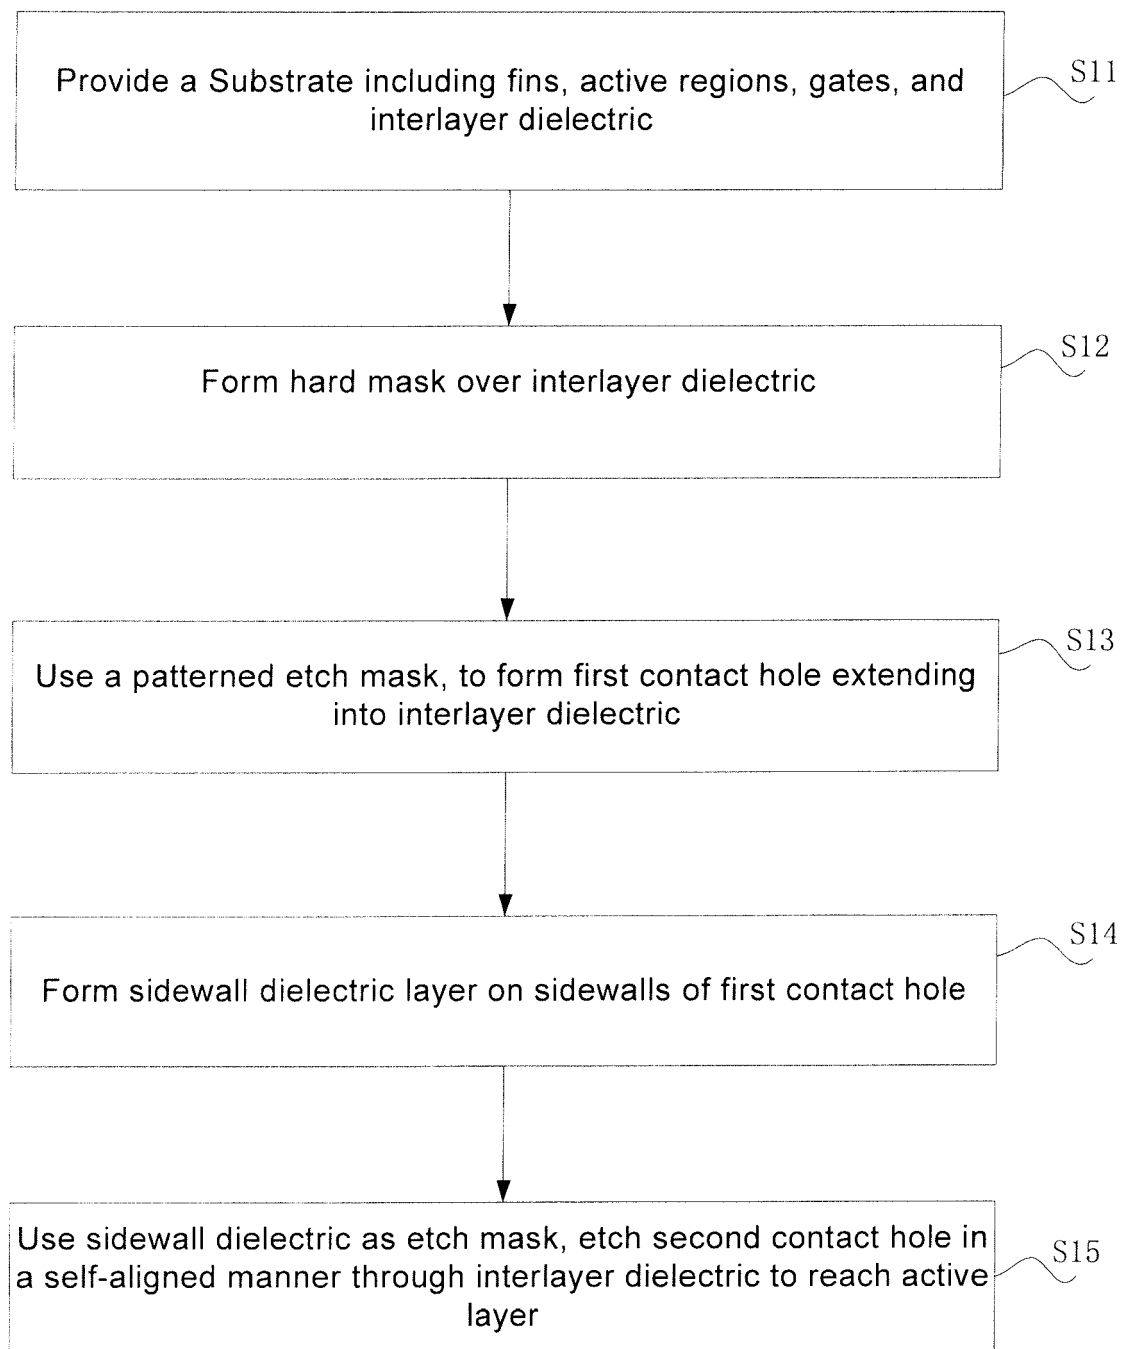 Provide a Substrate including fins, active regions, gates, and
interlayer dielectric
S11
Form hard mask over interlayer dielectric
S12
Use a patterned etch mask, to form first contact hole extending
into interlayer dielectric
S13
Form sidewall dielectric layer on sidewalls of first contact hole
S14
Use sidewall dielectric as etch mask, etch second contact hole in
a self-aligned manner through interlayer dielectric to reach active
layer
S15